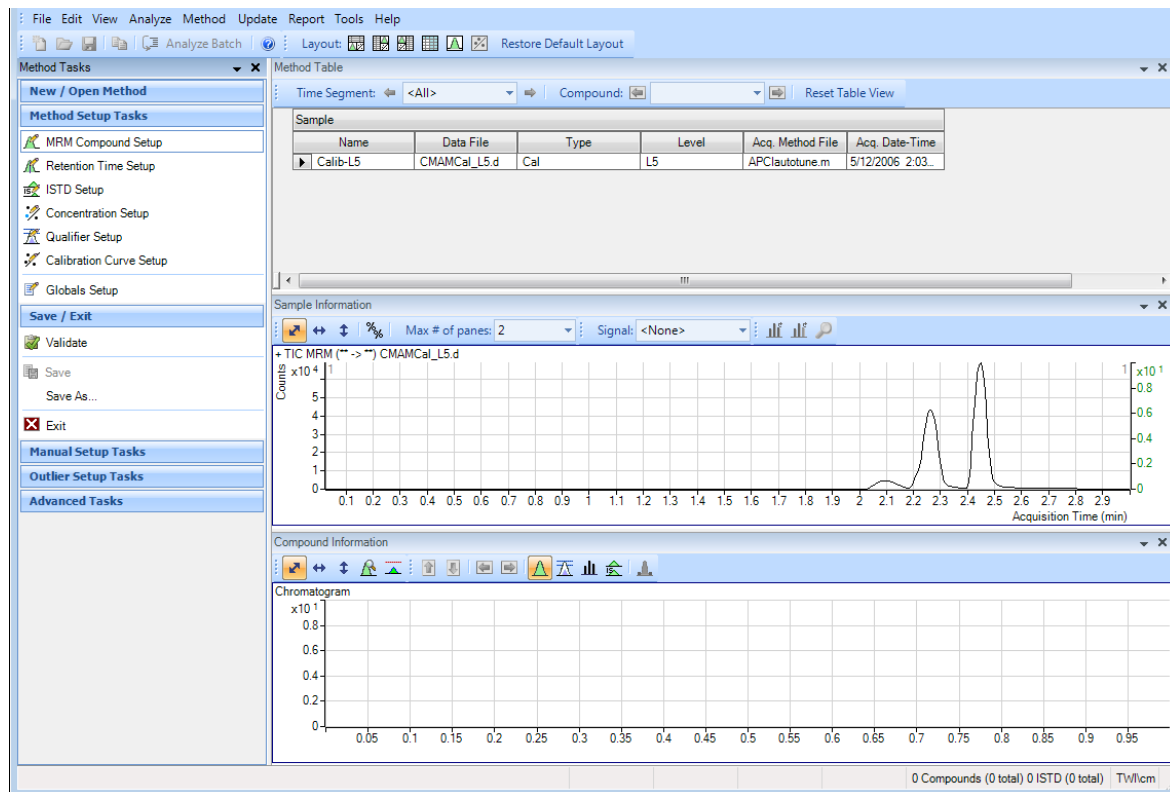 File Edit View Analyze Method Update Report Tools Help
Analyze Batch Layout: Restore Default Layout
Method Tasks
New / Open Method
Method Setup Tasks
MRM Compound Setup
Retention Time Setup
ISTD Setup
Concentration Setup
Qualifier Setup
Calibration Curve Setup
Globals Setup
Save / Exit
Validate
Save
Save As...
Exit
Manual Setup Tasks
Outlier Setup Tasks
Advanced Tasks
Method Table
Time Segment: <All> Compound: Reset Table View
Sample
Name Data File Type Level Acq. Method File Acq. Date-Time
Calib-L5 CMAMCal_L5.d Cal L5 APCIautotune.m 5/12/2006 2:03...
Sample Information
Max # of panes: 2 Signal: <None>
+ TIC MRM (** -> **) CMAMCal_L5.d
Counts
x10 4 1 1 x10 1
5 0.8
4 0.6
3 0.4
2 0.2
1
0 0
0.1 0.2 0.3 0.4 0.5 0.6 0.7 0.8 0.9 1 1.1 1.2 1.3 1.4 1.5 1.6 1.7 1.8 1.9 2 2.1 2.2 2.3 2.4 2.5 2.6 2.7 2.8 2.9
Acquisition Time (min)
Compound Information
Chromatogram
x10 1
0.8
0.6
0.4
0.2
0
0.05 0.1 0.15 0.2 0.25 0.3 0.35 0.4 0.45 0.5 0.55 0.6 0.65 0.7 0.75 0.8 0.85 0.9 0.95
0 Compounds (0 total) 0 ISTD (0 total) TWI\cm